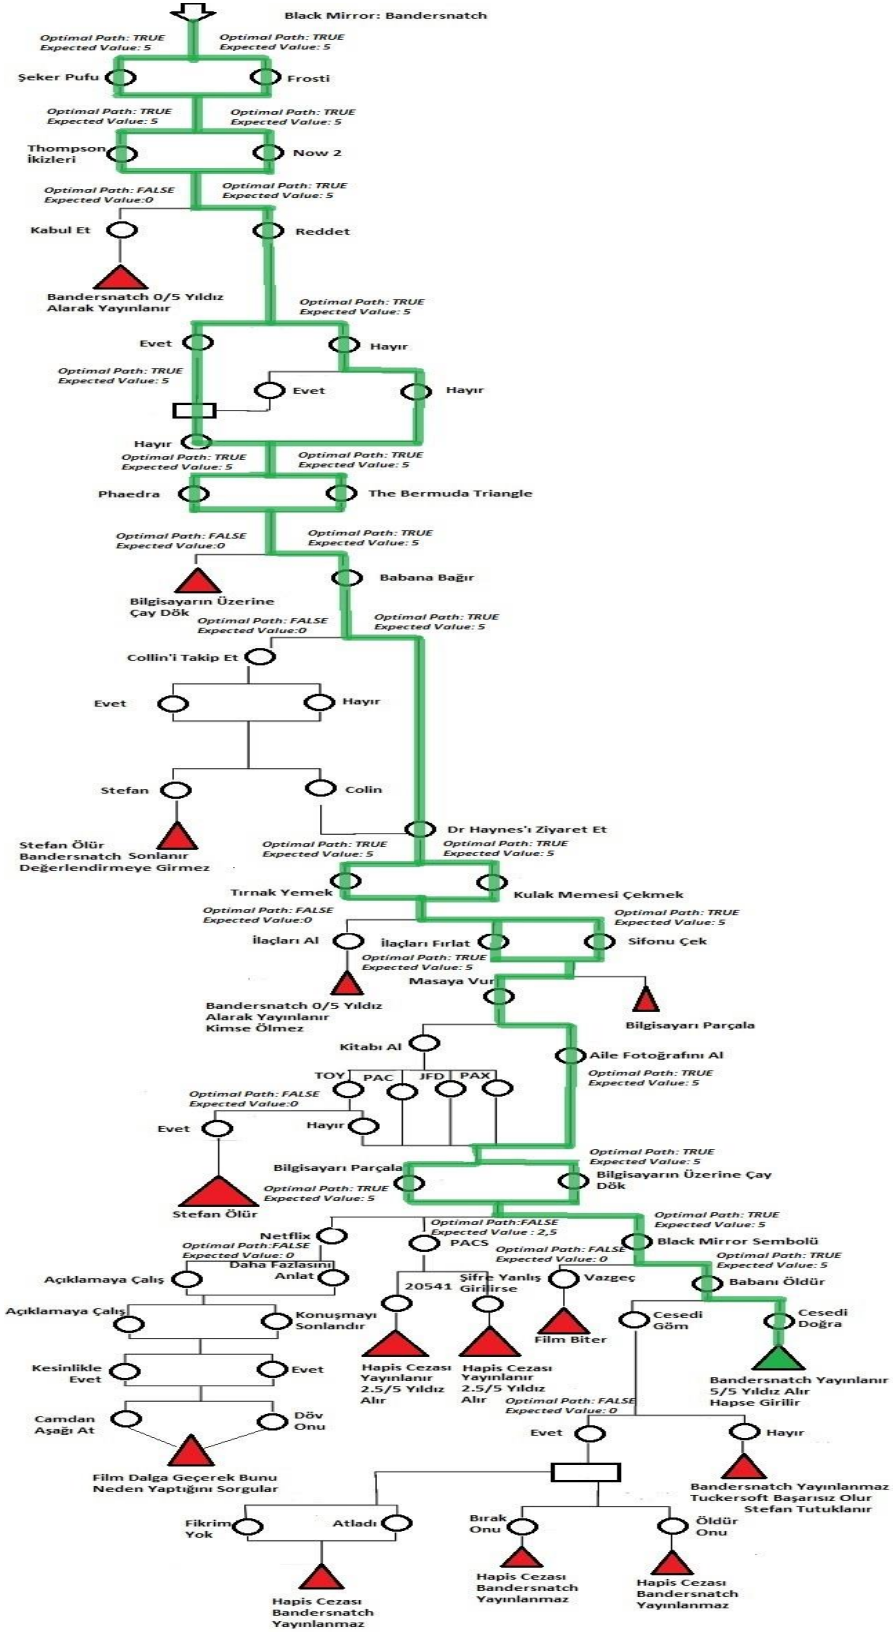 Black Mirror: Bandersnatch
Optimal Path: TRUE
Expected Value: 5
Optimal Path: TRUE
Expected Value: 5
Şeker Pufu
Frosti
Optimal Path: TRUE
Expected Value: 5
Optimal Path: TRUE
Expected Value: 5
Thompson
İkizleri
Now 2
Optimal Path: FALSE
Expected Value:0
Optimal Path: TRUE
Expected Value: 5
Kabul Et
Reddet
Bandersnatch 0/5 Yıldız
Alarak Yayınlanır
Optimal Path: TRUE
Expected Value: 5
Evet
Hayır
Optimal Path: TRUE
Expected Value: 5
Evet
Hayır
Hayır
Optimal Path: TRUE
Expected Value: 5
Optimal Path: TRUE
Expected Value: 5
Phaedra
The Bermuda Triangle
Optimal Path: FALSE
Expected Value:0
Optimal Path: TRUE
Expected Value: 5
Babana Bağır
Bilgisayarın Üzerine
Çay Dök
Optimal Path: FALSE
Expected Value:0
Optimal Path: TRUE
Expected Value: 5
Collin'i Takip Et
Evet
Hayır
Stefan
Colin
Dr Haynes'ı Ziyaret Et
Stefan Ölür
Bandersnatch Sonlanır
Değerlendirmeye Girmez
Optimal Path: TRUE
Expected Value: 5
Optimal Path: TRUE
Expected Value: 5
Tırnak Yemek
Kulak Memesi Çekmek
Optimal Path: FALSE
Expected Value:0
Optimal Path: TRUE
Expected Value: 5
İlaçları Al
İlaçları Fırlat
Sifonu Çek
Optimal Path: TRUE
Expected Value: 5
Masaya Vur
Bandersnatch 0/5 Yıldız
Alarak Yayınlanır
Kimse Ölmez
Bilgisayarı Parçala
Kitabı Al
Aile Fotoğrafını Al
Optimal Path: TRUE
Expected Value: 5
TOY
PAC
JFD
PAX
Optimal Path: FALSE
Expected Value:0
Evet
Hayır
Optimal Path: TRUE
Expected Value: 5
Bilgisayarı Parçala
Bilgisayarın Üzerine Çay
Dök
Optimal Path: TRUE
Expected Value: 5
Stefan Ölür
Optimal Path: TRUE
Expected Value: 5
Optimal Path:FALSE
Expected Value : 2,5
Netflix
PACS
Black Mirror Sembolü
Optimal Path:FALSE
Expected Value: 0
Optimal Path: FALSE
Expected Value: 0
Optimal Path: TRUE
Expected Value: 5
Açıklamaya Çalış
Daha Fazlasını
Anlat
20541
Şifre Yanlış
Girilirse
Vazgeç
Babanı Öldür
Açıklamaya Çalış
Konuşmayı
Sonlandır
Film Biter
Cesedi
Göm
Cesedi
Doğra
Kesinlikle
Evet
Evet
Hapis Cezası
Yayınlanır
2.5/5 Yıldız
Alır
Hapis Cezası
Yayınlanır
2.5/5 Yıldız
Alır
Bandersnatch Yayınlanır
5/5 Yıldız Alır
Hapse Girilir
Optimal Path: FALSE
Expected Value: 0
Camdan
Aşağı At
Döv
Onu
Evet
Hayır
Film Dalga Geçerek Bunu
Neden Yaptığını Sorgular
Bandersnatch Yayınlanmaz
Tuckersoft Başarısız Olur
Stefan Tutuklanır
Fikrim
Yok
Atladı
Bırak
Onu
Öldür
Onu
Hapis Cezası
Bandersnatch
Yayınlanmaz
Hapis Cezası
Bandersnatch
Yayınlanmaz
Hapis Cezası
Bandersnatch
Yayınlanmaz